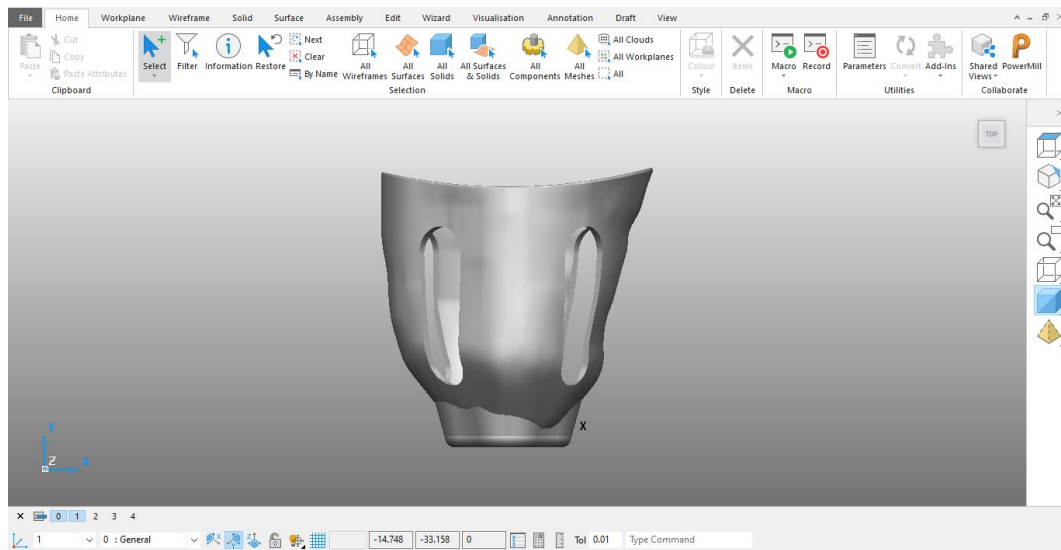 File Home Workplane Wireframe Solid Surface Assembly Edit Wizard Visualisation Annotation Draft View
Paste
Cut
Copy
Paste Attributes
Clipboard
Select
Filter
Information
Restore
Next
Clear
By Name
All Wireframes
All Surfaces
All Solids
All Surfaces & Solids
All Components
All Meshes
All Clouds
All Workplanes
All
Selection
Colour
Style
Items
Delete
Macro
Record
Macro
Parameters
Convert
Add-Ins
Utilities
Shared Views
PowerMill
Collaborate
TOP
X
Y
Z
X
0 1 2 3 4
1 0 : General -14.748 -33.158 0 Tol 0.01 Type Command